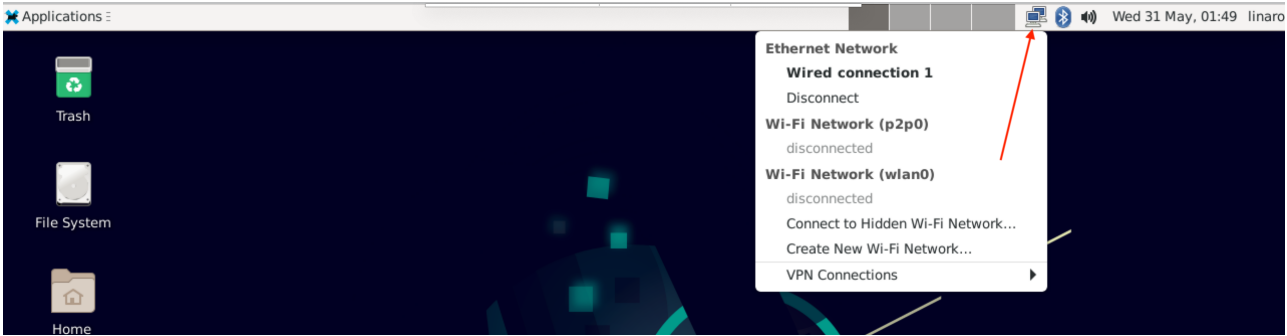 Applications
Wed 31 May, 01:49 linaro
Ethernet Network
Wired connection 1
Disconnect
Wi-Fi Network (p2p0)
disconnected
Wi-Fi Network (wlan0)
disconnected
Connect to Hidden Wi-Fi Network...
Create New Wi-Fi Network...
VPN Connections
Trash
File System
Home